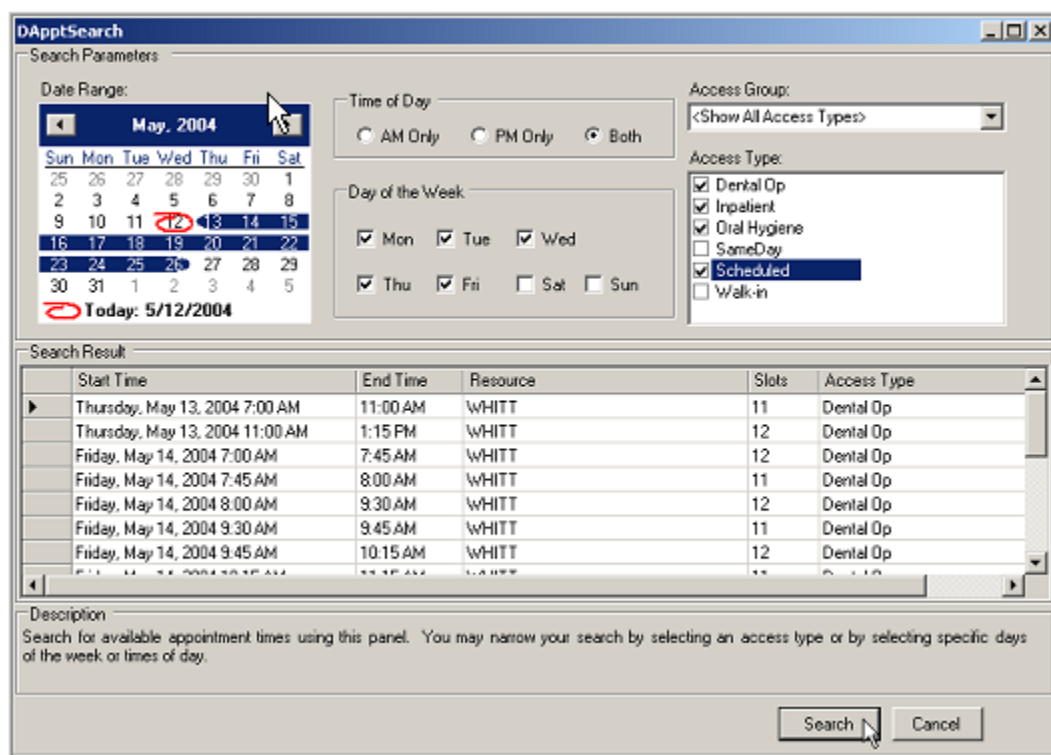 DApptSearch
Search Parameters
Date Range:
May, 2004
Sun Mon Tue Wed Thu Fri Sat
25 26 27 28 29 30 1
2 3 4 5 6 7 8
9 10 11 12 13 14 15
16 17 18 19 20 21 22
23 24 25 26 27 28 29
30 31 1 2 3 4 5
Today: 5/12/2004
Time of Day
AM Only PM Only Both
Day of the Week
Mon Tue Wed
Thu Fri Sat Sun
Access Group:
<Show All Access Types>
Access Type:
Dental Op
Inpatient
Oral Hygiene
SameDay
Scheduled
Walk-in
Search Result
Start Time End Time Resource Slots Access Type
Thursday, May 13, 2004 7:00 AM 11:00 AM WHITT 11 Dental Op
Thursday, May 13, 2004 11:00 AM 1:15 PM WHITT 12 Dental Op
Friday, May 14, 2004 7:00 AM 7:45 AM WHITT 12 Dental Op
Friday, May 14, 2004 7:45 AM 8:00 AM WHITT 11 Dental Op
Friday, May 14, 2004 8:00 AM 9:30 AM WHITT 12 Dental Op
Friday, May 14, 2004 9:30 AM 9:45 AM WHITT 11 Dental Op
Friday, May 14, 2004 9:45 AM 10:15 AM WHITT 12 Dental Op
Description
Search for available appointment times using this panel. You may narrow your search by selecting an access type or by selecting specific days
of the week or times of day.
Search Cancel